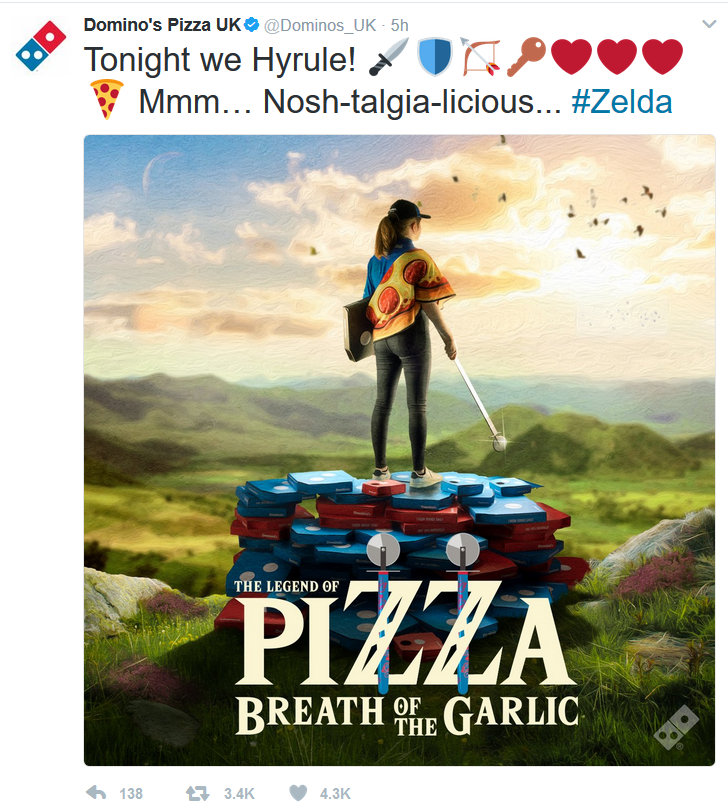 Domino's Pizza UK @Dominos_UK · 5h
Tonight we Hyrule! 🗡️🛡️🏹🗝️❤️❤️❤️
🍕 Mmm… Nosh-talgia-licious... #Zelda
THE LEGEND OF
PIZZA
BREATH OF THE GARLIC
138 3.4K 4.3K